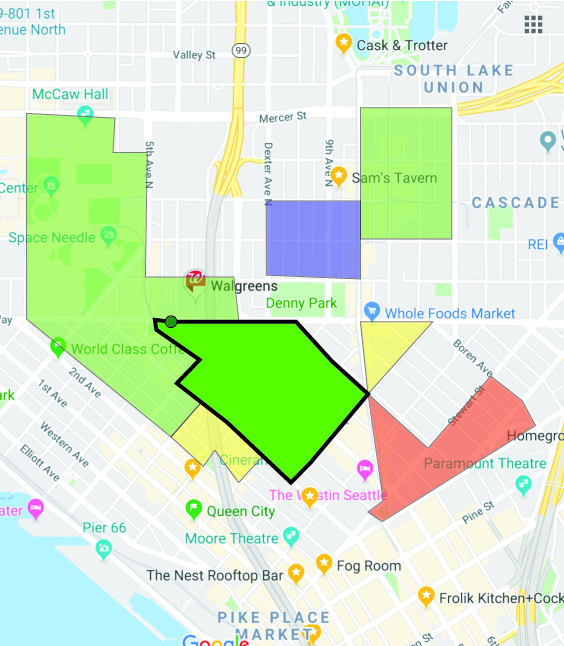 & Industry (MOHAI)
9-801 1st
enue North
99
Cask & Trotter
Fai
Valley St
SOUTH LAKE
UNION
McCaw Hall
Mercer St
5th Ave N
Dexter Ave N
9th Ave N
Sam's Tavern
Center
CASCADE
Space Needle
REI
Walgreens
Denny Park
Whole Foods Market
ay
World Class Coffe
Boren Ave
2nd Ave
1st Ave
Stewart St
ark
Western Ave
Homegro
Elliott Ave
Cineram
Paramount Theatre
The Westin Seattle
ater
Queen City
Pine St
Pier 66
Moore Theatre
Fog Room
The Nest Rooftop Bar
Frolik Kitchen+Cock
PIKE PLACE
MARKET
Google